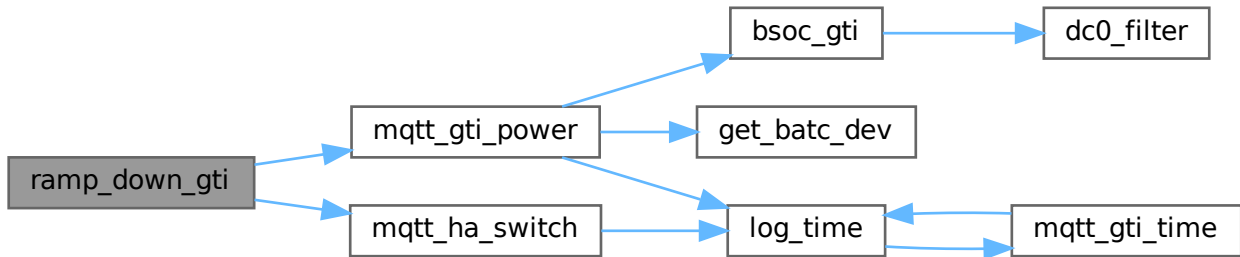 ramp_down_gti
mqtt_gti_power
mqtt_ha_switch
bsoc_gti
get_batc_dev
log_time
dc0_filter
mqtt_gti_time